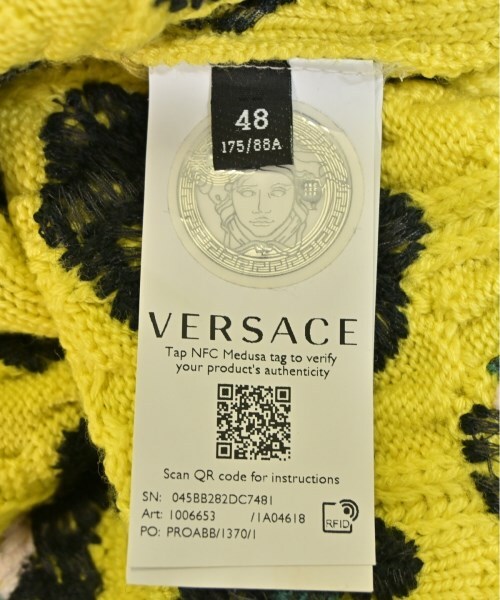 48
175/88A
VERSACE
Tap NFC Medusa tag to verify
your product's authenticity
Scan QR code for instructions
SN: 045BB282DC7481
Art: 1006653 /1A04618
PO: PROABB/1370/1
RFID